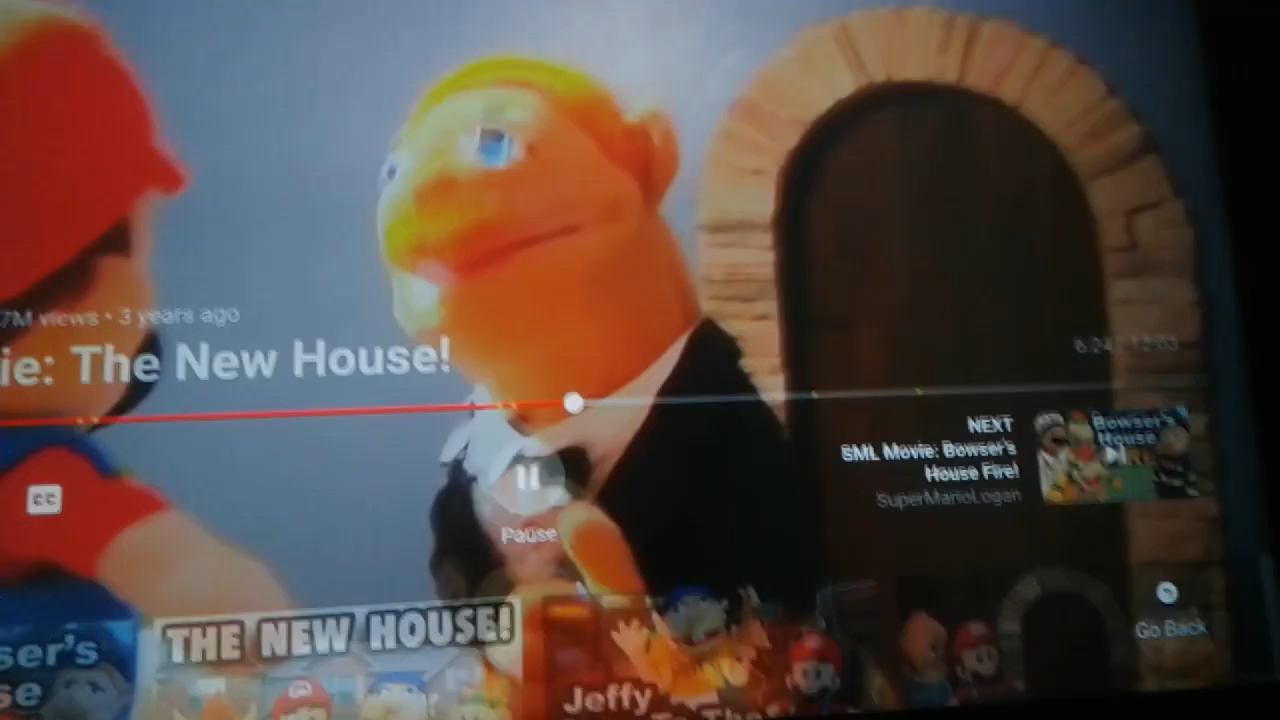 7M views • 3 years ago
ie: The New House!
NEXT
SML Movie: Bowser's
House Fire!
SuperMarioLogan
Bowser's
House
CC
Pause
Go Back
ser's
se
THE NEW HOUSE!
Jeffy